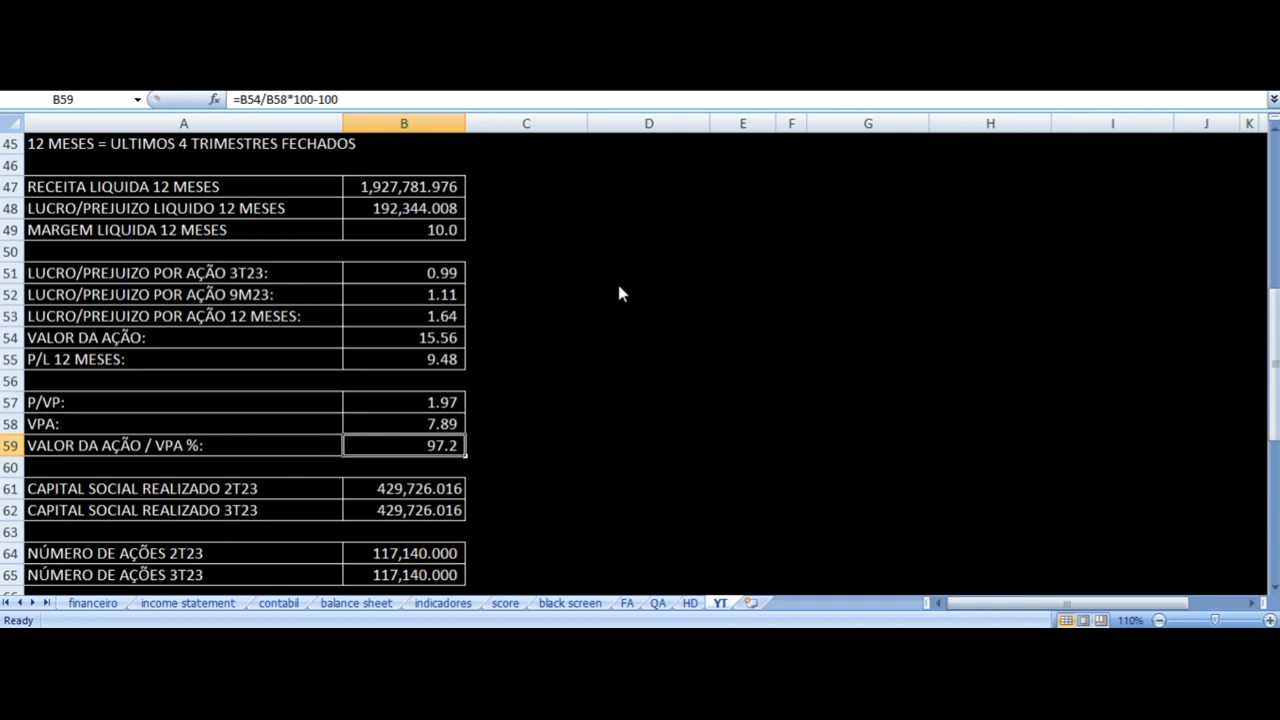 B59 fx =B54/B58*100-100
A B C D E F G H I J K
45 12 MESES = ULTIMOS 4 TRIMESTRES FECHADOS
46
47 RECEITA LIQUIDA 12 MESES 1,927,781.976
48 LUCRO/PREJUIZO LIQUIDO 12 MESES 192,344.008
49 MARGEM LIQUIDA 12 MESES 10.0
50
51 LUCRO/PREJUIZO POR AÇÃO 3T23: 0.99
52 LUCRO/PREJUIZO POR AÇÃO 9M23: 1.11
53 LUCRO/PREJUIZO POR AÇÃO 12 MESES: 1.64
54 VALOR DA AÇÃO: 15.56
55 P/L 12 MESES: 9.48
56
57 P/VP: 1.97
58 VPA: 7.89
59 VALOR DA AÇÃO / VPA %: 97.2
60
61 CAPITAL SOCIAL REALIZADO 2T23 429,726.016
62 CAPITAL SOCIAL REALIZADO 3T23 429,726.016
63
64 NÚMERO DE AÇÕES 2T23 117,140.000
65 NÚMERO DE AÇÕES 3T23 117,140.000
financeiro income statement contabil balance sheet indicadores score black screen FA QA HD YT
Ready 110%